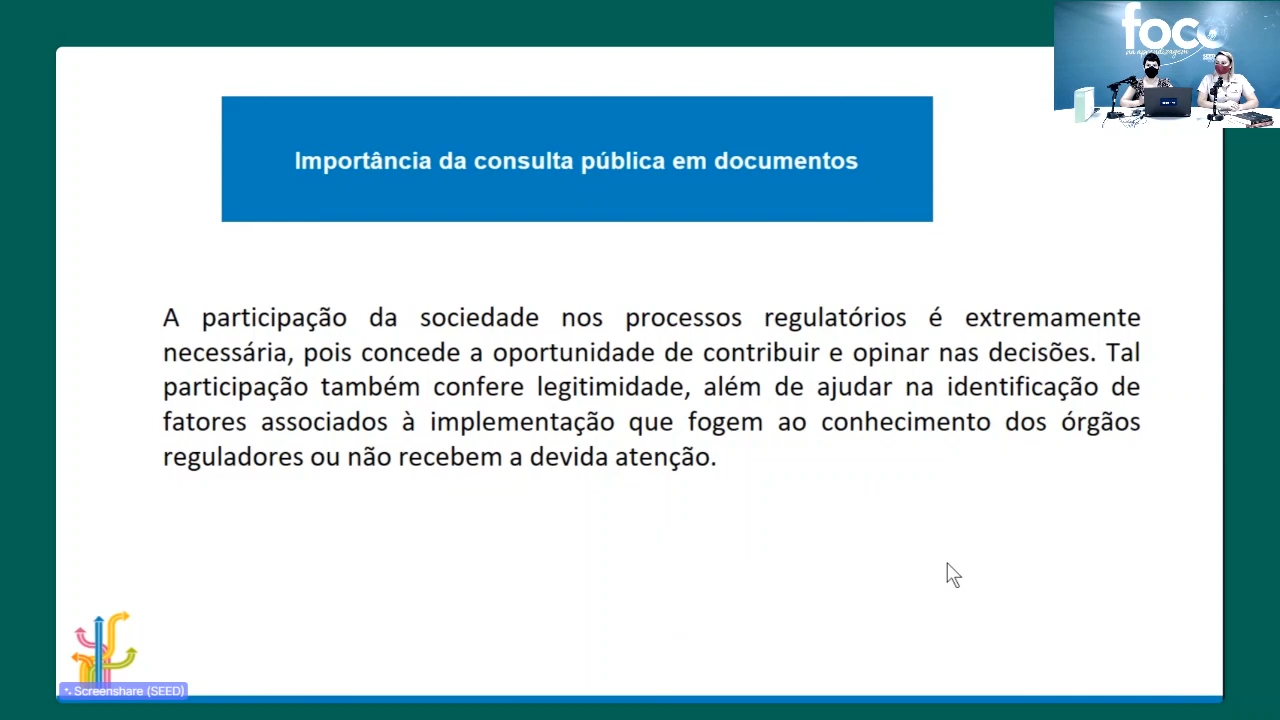 foco
na aprendizagem
Importância da consulta pública em documentos
A participação da sociedade nos processos regulatórios é extremamente
necessária, pois concede a oportunidade de contribuir e opinar nas decisões. Tal
participação também confere legitimidade, além de ajudar na identificação de
fatores associados à implementação que fogem ao conhecimento dos órgãos
reguladores ou não recebem a devida atenção.
Screenshare (SEED)